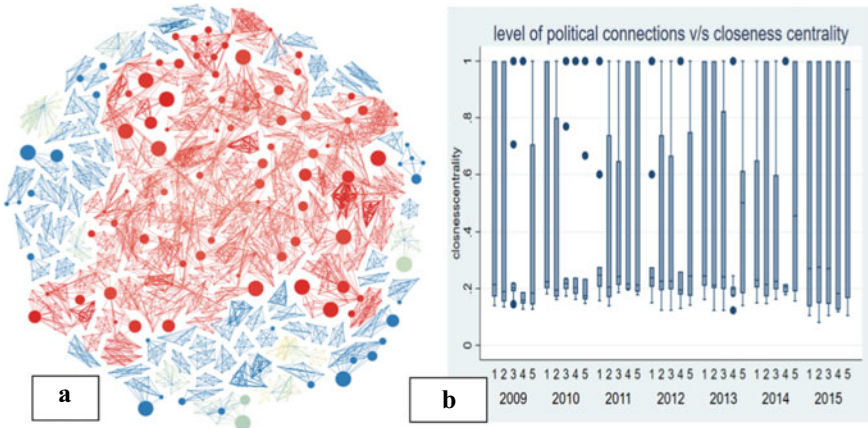 a
b
level of political connections v/s closeness centrality
closnesscentrality
1
.8
.6
.4
.2
0
1 2 3 4 5 1 2 3 4 5 1 2 3 4 5 1 2 3 4 5 1 2 3 4 5 1 2 3 4 5 1 2 3 4 5
2009 2010 2011 2012 2013 2014 2015